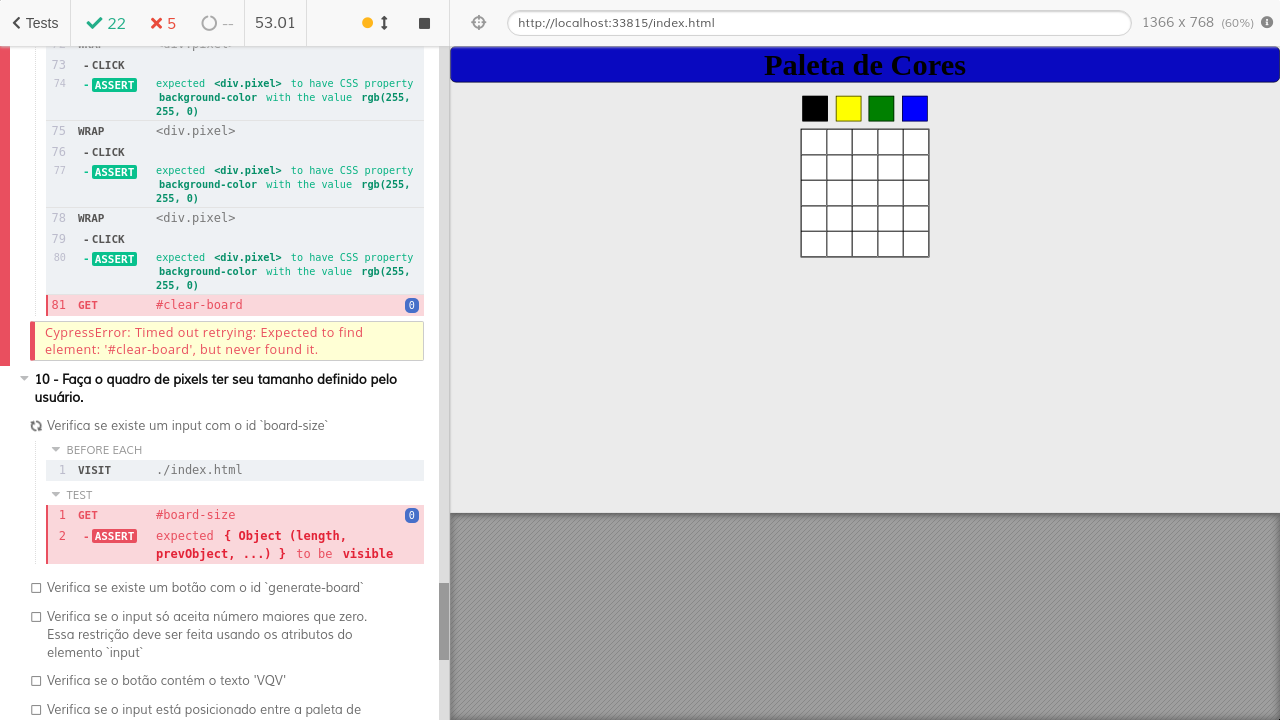 Tests 22 5 -- 53.01 http://localhost:33815/index.html 1366 x 768 (60%)
73 - CLICK
74 - ASSERT expected <div.pixel> to have CSS property
background-color with the value rgb(255,
255, 0)
75 WRAP <div.pixel>
76 - CLICK
77 - ASSERT expected <div.pixel> to have CSS property
background-color with the value rgb(255,
255, 0)
78 WRAP <div.pixel>
79 - CLICK
80 - ASSERT expected <div.pixel> to have CSS property
background-color with the value rgb(255,
255, 0)
81 GET #clear-board 0
CypressError: Timed out retrying: Expected to find
element: '#clear-board', but never found it.
10 - Faça o quadro de pixels ter seu tamanho definido pelo
usuário.
Verifica se existe um input com o id `board-size`
BEFORE EACH
1 VISIT ./index.html
TEST
1 GET #board-size 0
2 - ASSERT expected { Object (length,
prevObject, ...) } to be visible
Verifica se existe um botão com o id `generate-board`
Verifica se o input só aceita número maiores que zero.
Essa restrição deve ser feita usando os atributos do
elemento `input`
Verifica se o botão contém o texto 'VQV'
Verifica se o input está posicionado entre a paleta de
Paleta de Cores